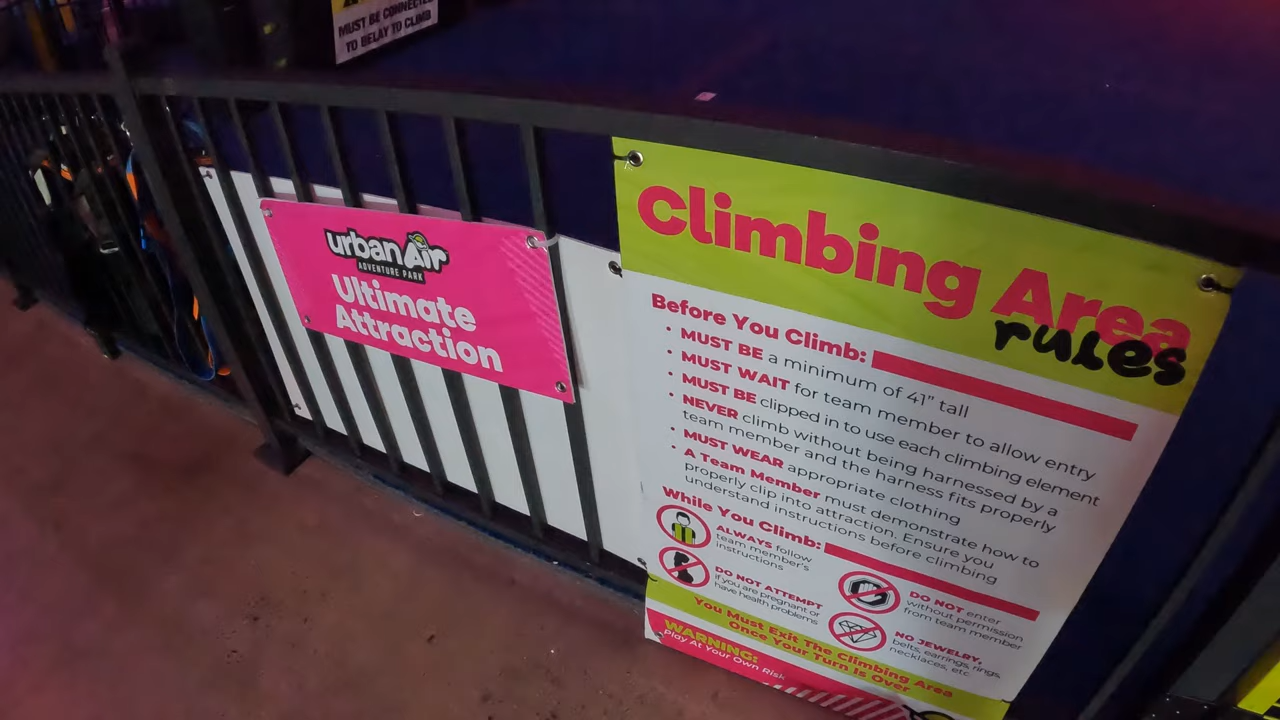 MUST BE CONNECTED
TO BELAY TO CLIMB
urbanAir
ADVENTURE PARK
Ultimate
Attraction
Climbing Area
rules
Before You Climb:
• MUST BE a minimum of 41” tall
• MUST WAIT for team member to allow entry
• MUST BE clipped in to use each climbing element
• NEVER climb without being harnessed by a
team member and the harness fits properly
• MUST WEAR appropriate clothing
• A Team Member must demonstrate how to
properly clip into attraction. Ensure you
understand instructions before climbing
While You Climb:
ALWAYS follow
team member's
instructions
DO NOT ATTEMPT
if you are pregnant or
have health problems
DO NOT enter
without permission
from team member
NO JEWELRY,
belts, earrings, rings,
necklaces, etc
You Must Exit The Climbing Area
Once Your Turn Is Over
WARNING:
Play At Your Own Risk